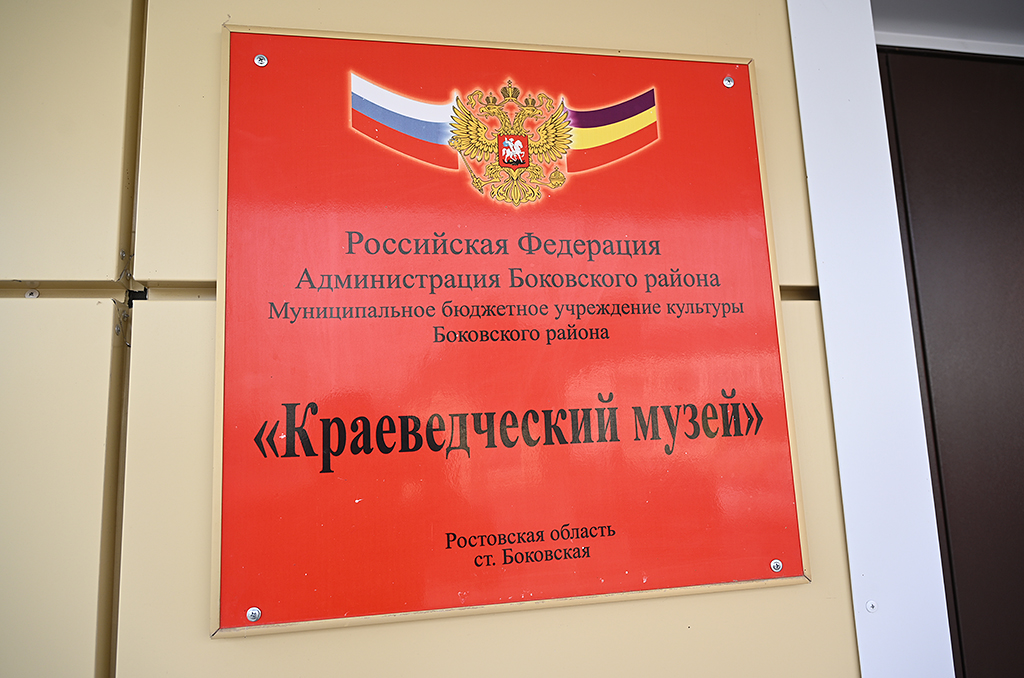 Российская Федерация
Администрация Боковского района
Муниципальное бюджетное учреждение культуры
Боковского района
«Краеведческий музей»
Ростовская область
ст. Боковская